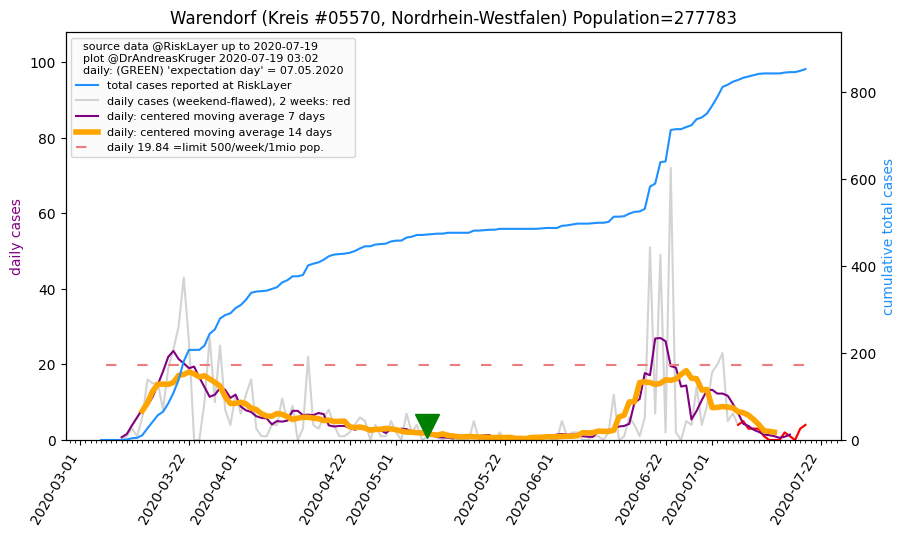 Warendorf (Kreis #05570, Nordrhein-Westfalen) Population=277783
source data @RiskLayer up to 2020-07-19
plot @DrAndreasKruger 2020-07-19 03:02
daily: (GREEN) 'expectation day' = 07.05.2020
total cases reported at RiskLayer
daily cases (weekend-flawed), 2 weeks: red
daily: centered moving average 7 days
daily: centered moving average 14 days
daily 19.84 =limit 500/week/1mio pop.
daily cases
100
80
60
40
20
0
cumulative total cases
800
600
400
200
0
2020-03-01
2020-03-22
2020-04-01
2020-04-22
2020-05-01
2020-05-22
2020-06-01
2020-06-22
2020-07-01
2020-07-22